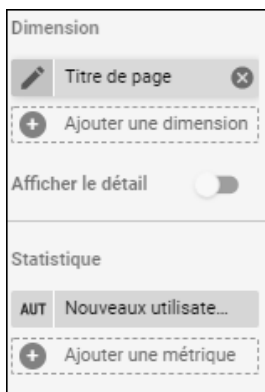 Dimension
Titre de page
Ajouter une dimension
Afficher le détail
Statistique
AUT Nouveaux utilisate...
Ajouter une métrique